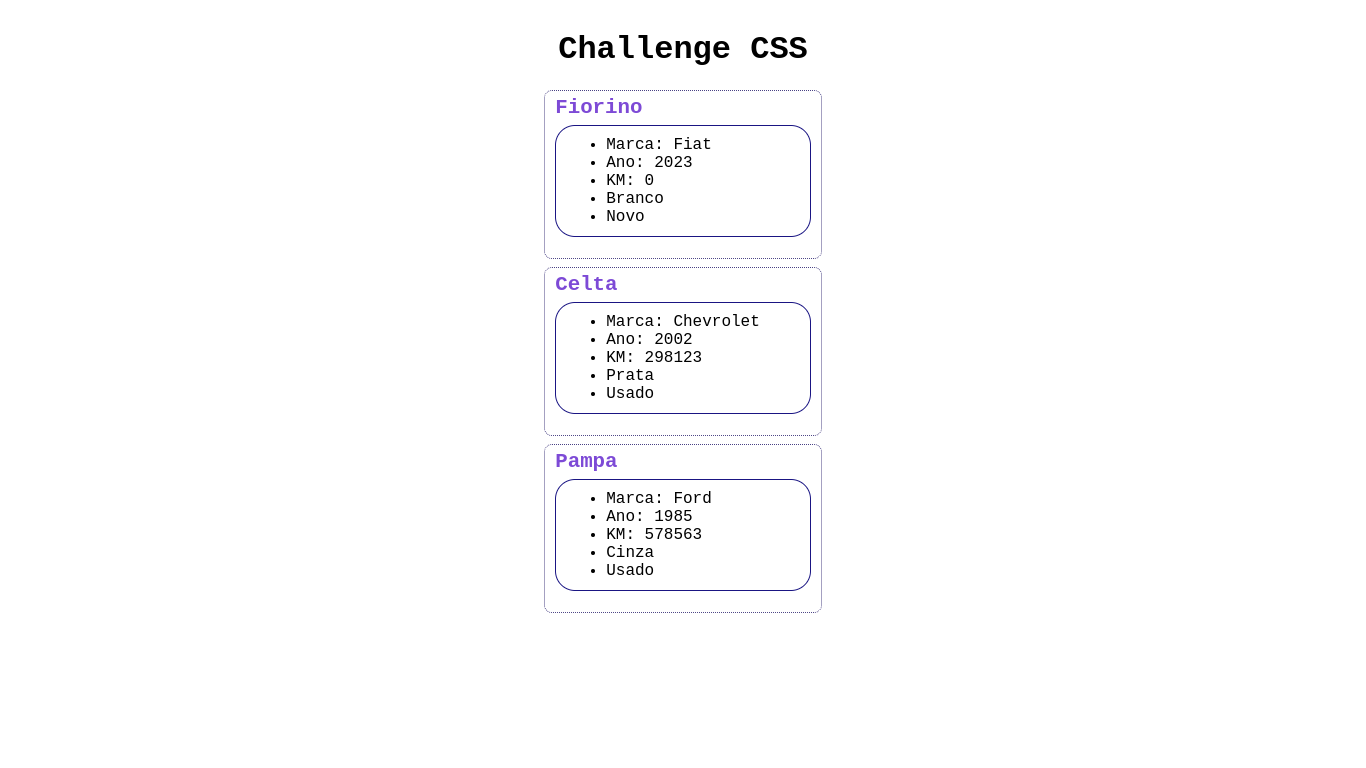 Challenge CSS
Fiorino
Marca: Fiat
Ano: 2023
KM: 0
Branco
Novo
Celta
Marca: Chevrolet
Ano: 2002
KM: 298123
Prata
Usado
Pampa
Marca: Ford
Ano: 1985
KM: 578563
Cinza
Usado